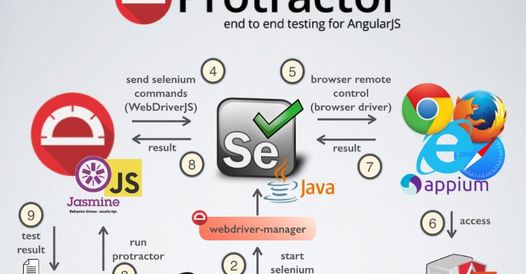 Protractor
end to end testing for AngularJS
send selenium
commands
(WebDriverJS)
4
5
browser remote
control
(browser driver)
result
8
Se
result
7
JS
Jasmine
Behavior-Driven JavaScript
Java
appium
9
test
result
run
protractor
webdriver-manager
2
start
selenium
6
access